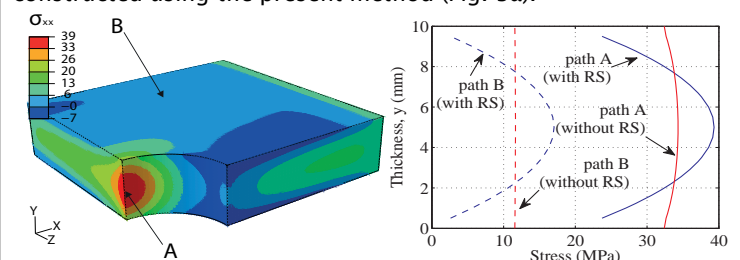 constructed using the present method (Fig. 8a).
σxx
39
33
26
20
13
6
-0
-7
B
A
Y
X
Z
Thickness, y (mm)
10
8
6
4
2
0
path A
(with RS)
path B
(with RS)
path A
(without RS)
path B
(without RS)
0
10
20
30
40
Stress (MPa)